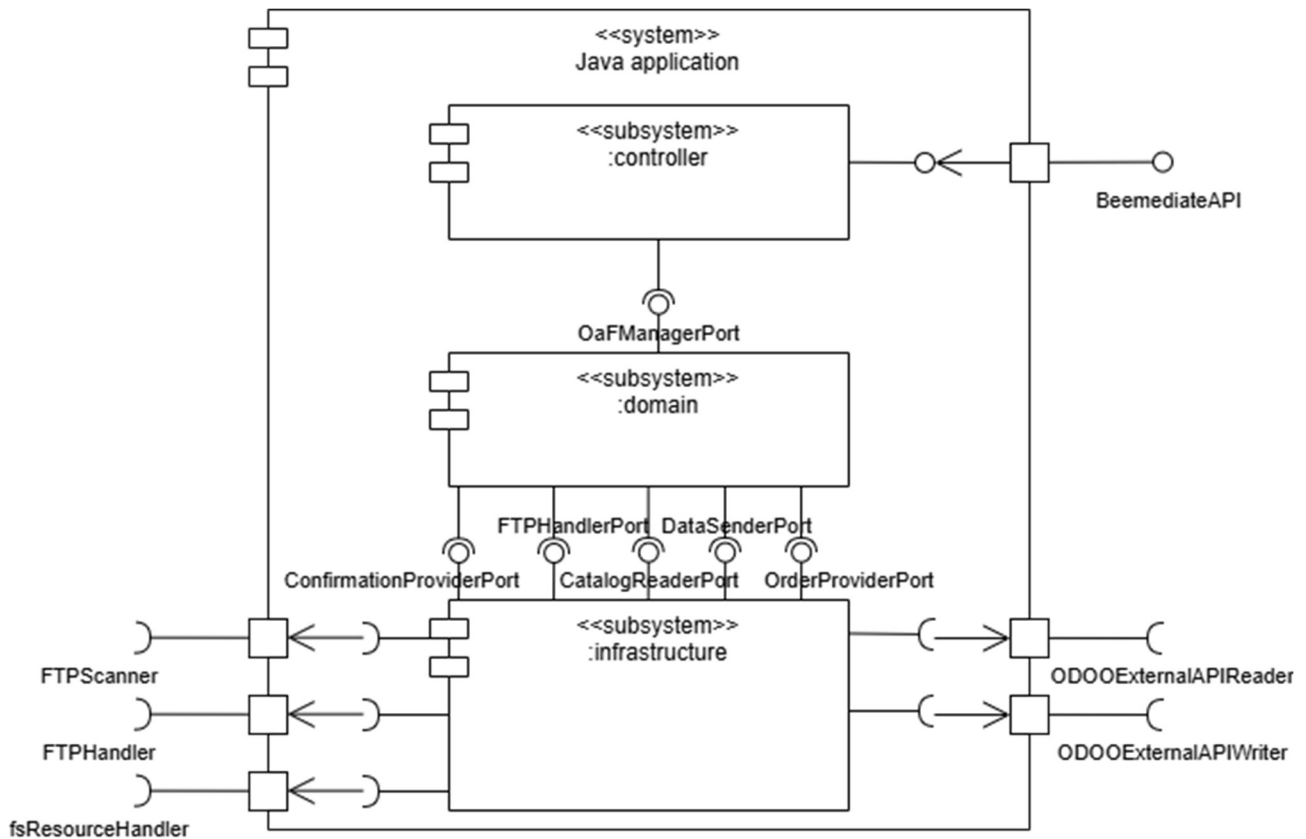 <<system>>
Java application
<<subsystem>>
:controller
BeemediateAPI
OaFManagerPort
<<subsystem>>
:domain
FTPHandlerPort DataSenderPort
ConfirmationProviderPort CatalogReaderPort OrderProviderPort
<<subsystem>>
:infrastructure
FTPScanner
ODOOExternalAPIReader
FTPHandler
ODOOExternalAPIWriter
fsResourceHandler